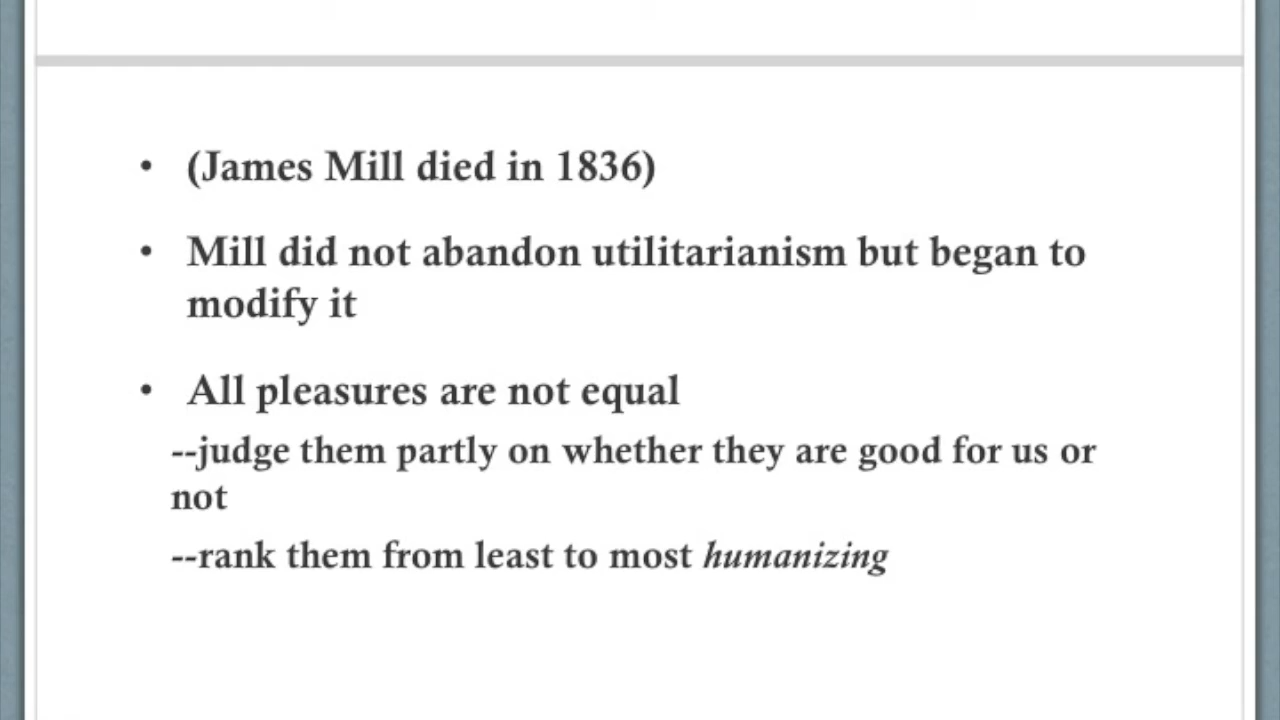 • (James Mill died in 1836)
• Mill did not abandon utilitarianism but began to
modify it
• All pleasures are not equal
--judge them partly on whether they are good for us or
not
--rank them from least to most humanizing